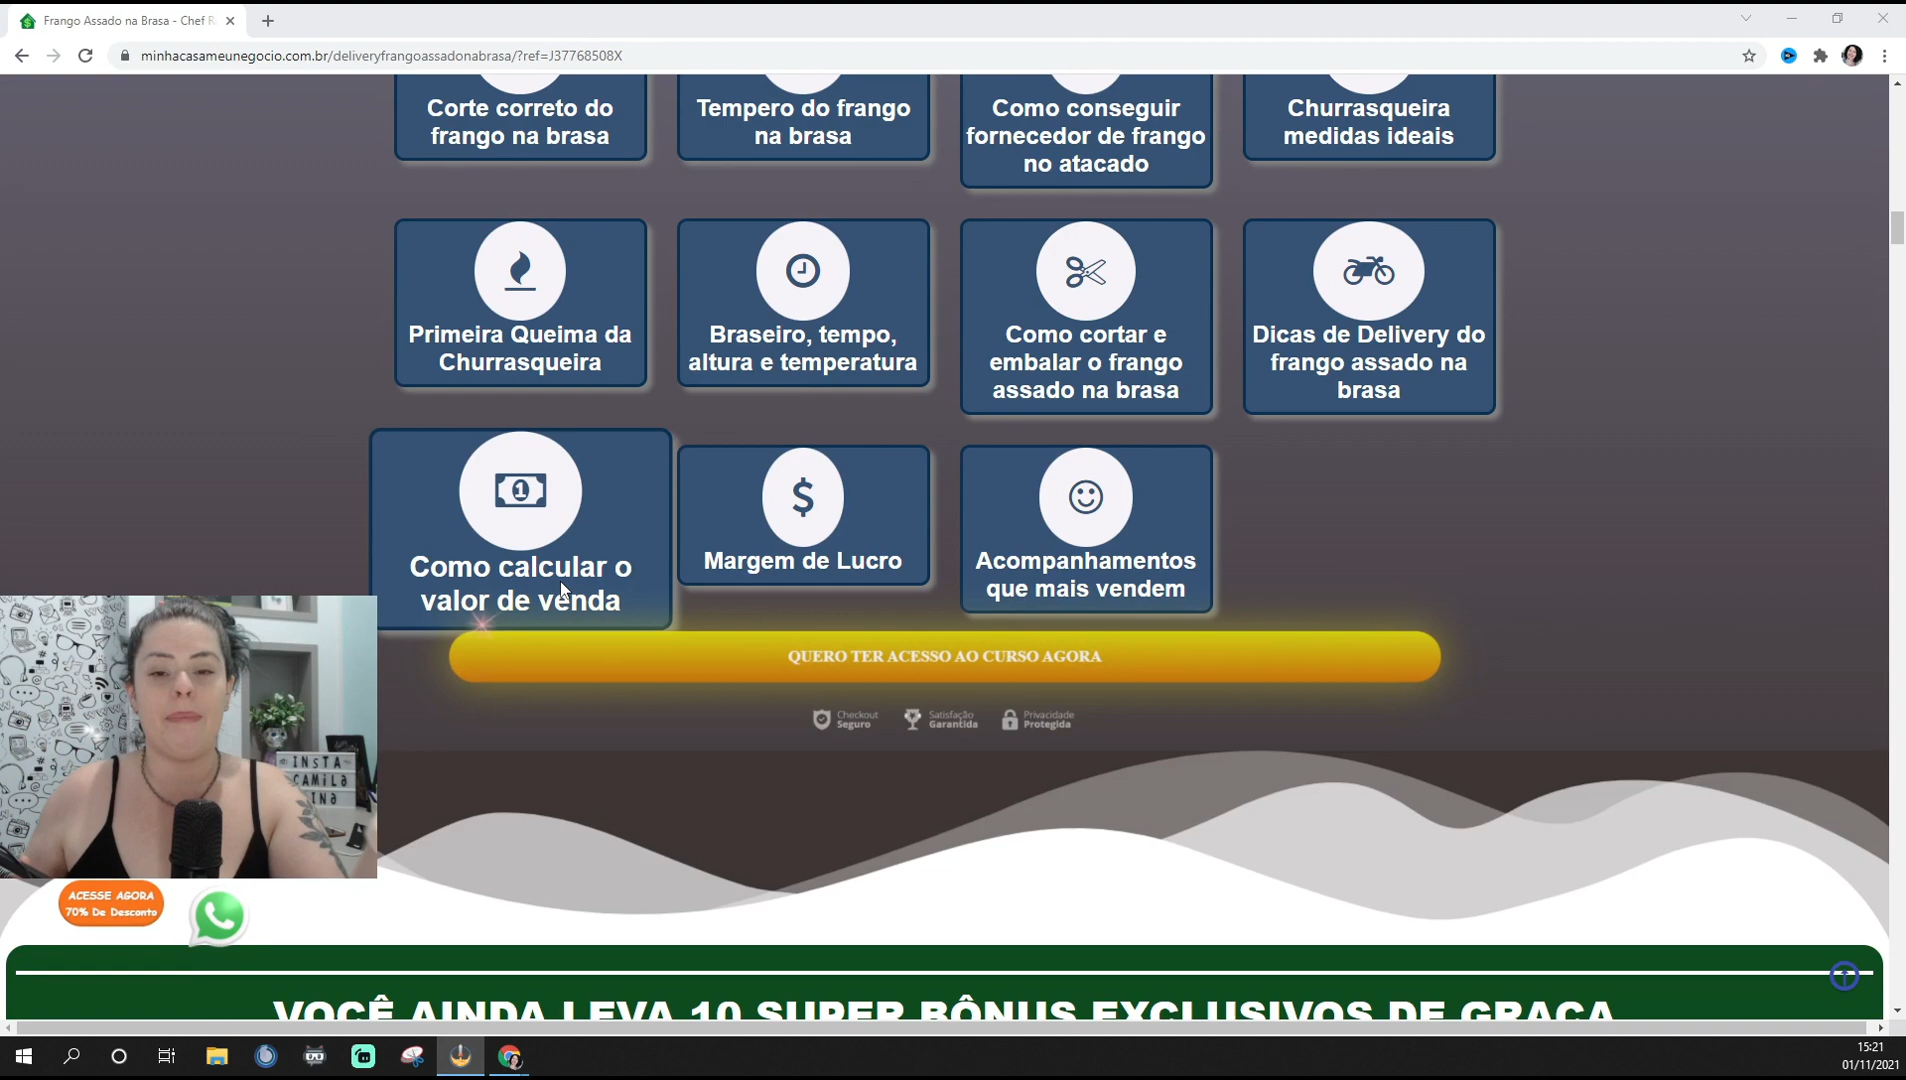 Frango Assado na Brasa - Chef R
minhacasameunegocio.com.br/deliveryfrangoassadonabrasa/?ref=J37768508X
Corte correto do
frango na brasa
Tempero do frango
na brasa
Como conseguir
fornecedor de frango
no atacado
Churrasqueira
medidas ideais
Primeira Queima da
Churrasqueira
Braseiro, tempo,
altura e temperatura
Como cortar e
embalar o frango
assado na brasa
Dicas de Delivery do
frango assado na
brasa
1
Como calcular o
valor de venda
$
Margem de Lucro
Acompanhamentos
que mais vendem
QUERO TER ACESSO AO CURSO AGORA
Checkout
Seguro
Satisfação
Garantida
Privacidade
Protegida
INSTA
CAMILA
INA
ACESSE AGORA
70% De Desconto
VOCÊ AINDA LEVA 10 SUPER BÔNUS EXCLUSIVOS DE GRAÇA
15:21
01/11/2021